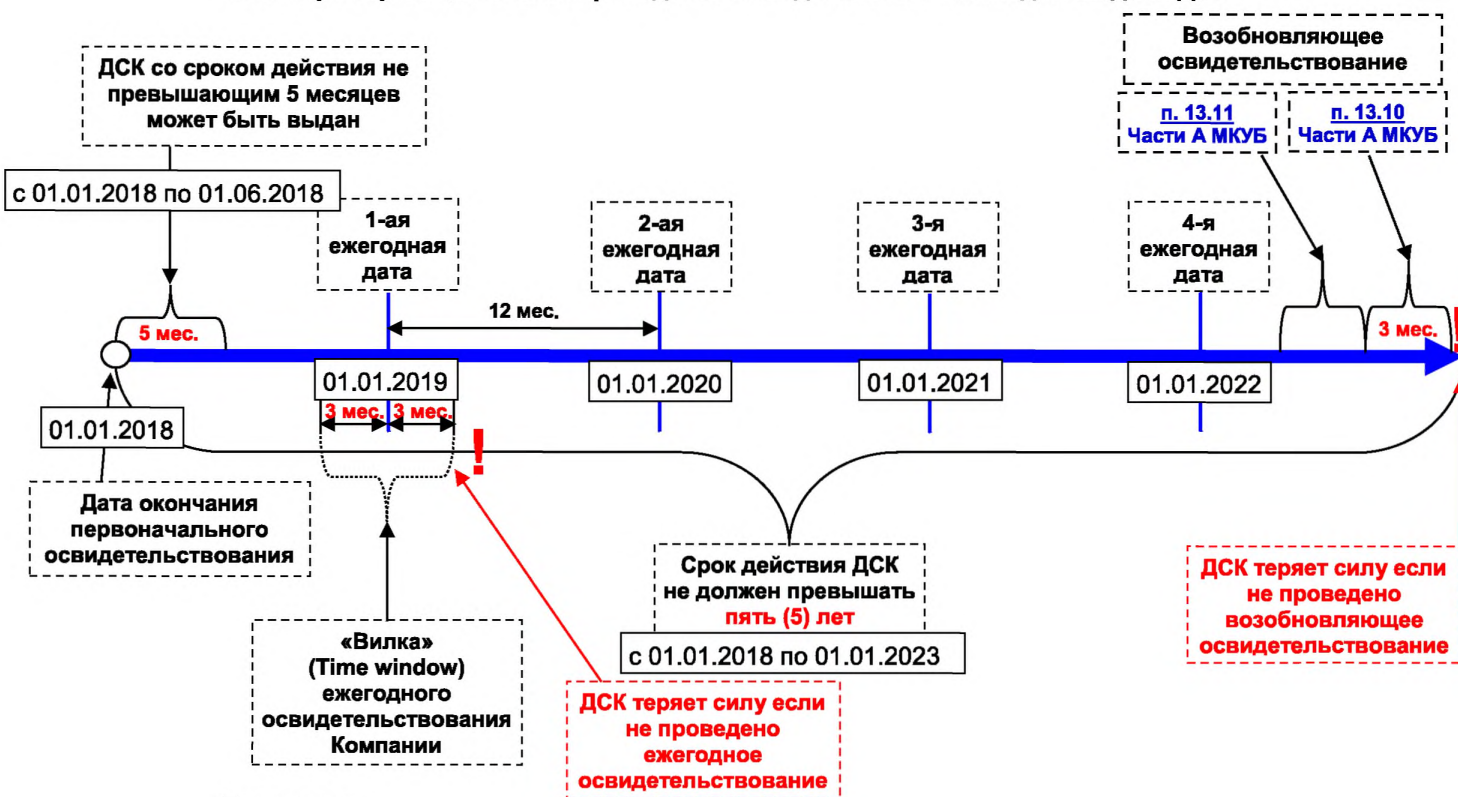 ДСК со сроком действия не
превышающим 5 месяцев
может быть выдан
с 01.01.2018 по 01.06.2018
Возобновляющее
освидетельствование
п. 13.11
Части А МКУБ
п. 13.10
Части А МКУБ
1-ая
ежегодная
дата
2-ая
ежегодная
дата
3-я
ежегодная
дата
4-я
ежегодная
дата
5 мес.
12 мес.
3 мес.
!
01.01.2018
01.01.2019
01.01.2020
01.01.2021
01.01.2022
3 мес.
3 мес.
!
Дата окончания
первоначального
освидетельствования
«Вилка»
(Time window)
ежегодного
освидетельствования
Компании
ДСК теряет силу если
не проведено
ежегодное
освидетельствование
Срок действия ДСК
не должен превышать
пять (5) лет
с 01.01.2018 по 01.01.2023
ДСК теряет силу если
не проведено
возобновляющее
освидетельствование